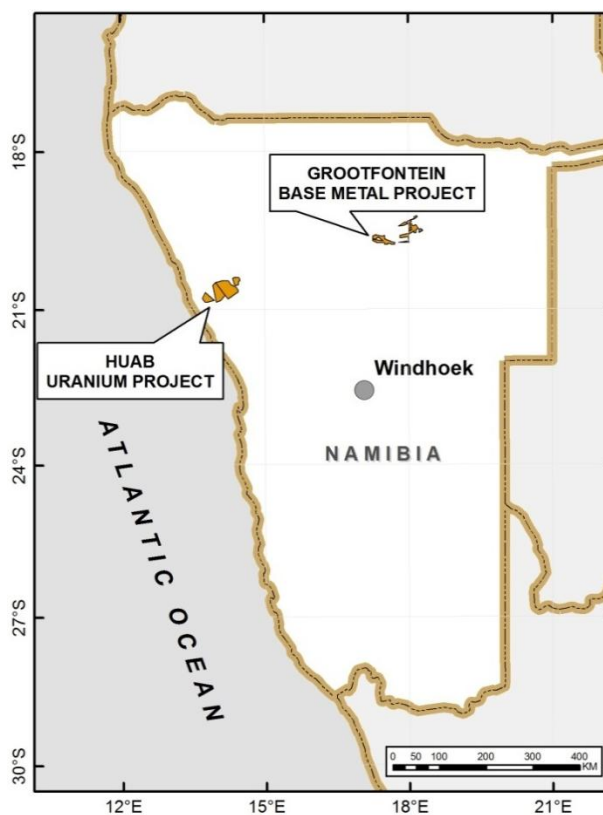 18°S
GROOTFONTEIN
BASE METAL PROJECT
21°S
HUAB
URANIUM PROJECT
Windhoek
NAMIBIA
24°S
ATLANTIC OCEAN
27°S
30°S
0 50 100 200 300 400
KM
12°E 15°E 18°E 21°E